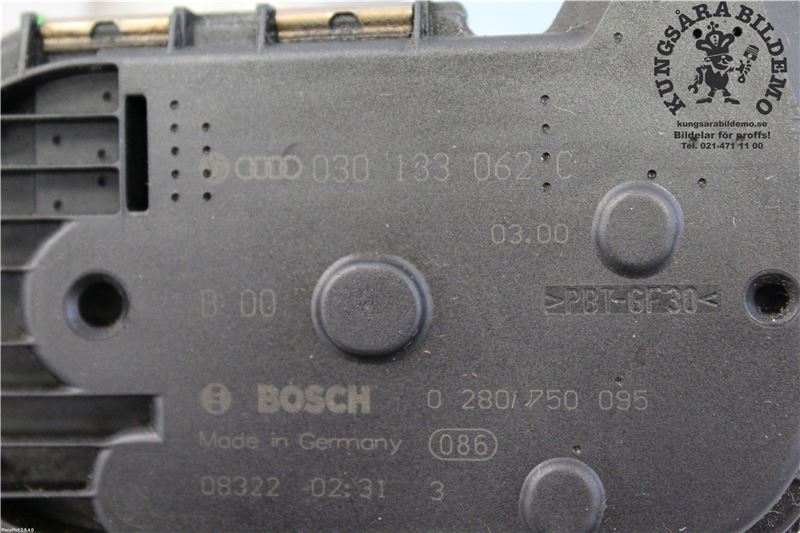 KUNGSÅRA BILDEMO
kungsarabildemo.se
Bildelar för proffs!
Tel. 021-471 11 00
030 133 062 C
03.00
B 00
>PBT-GF30<
BOSCH 0 280 750 095
Made in Germany 086
08322 02:31 3